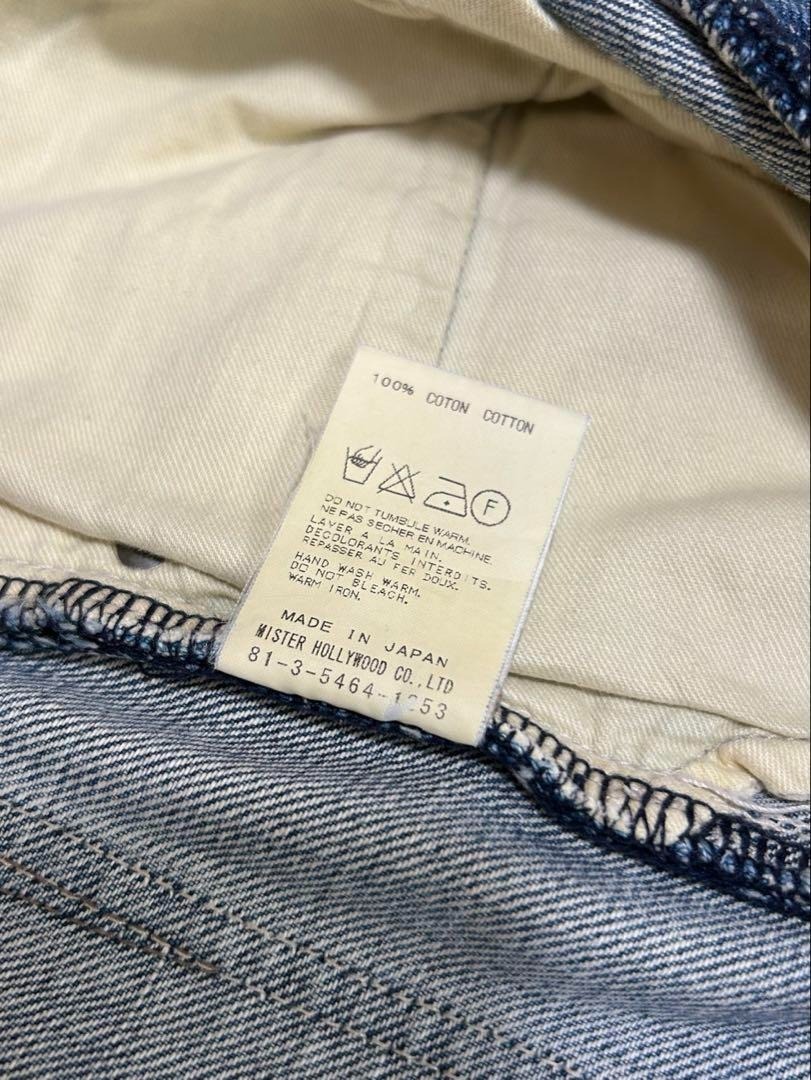 100% COTON COTTON
F
DO NOT TUMBULE WARM.
NE PAS SECHER EN MACHINE.
LAVER A LA MAIN.
DECOLORANTS INTERDITS.
REPASSER AU FER DOUX.
HAND WASH WARM.
DO NOT BLEACH.
WARM IRON.
MADE IN JAPAN
MISTER HOLLYWOOD CO.,LTD